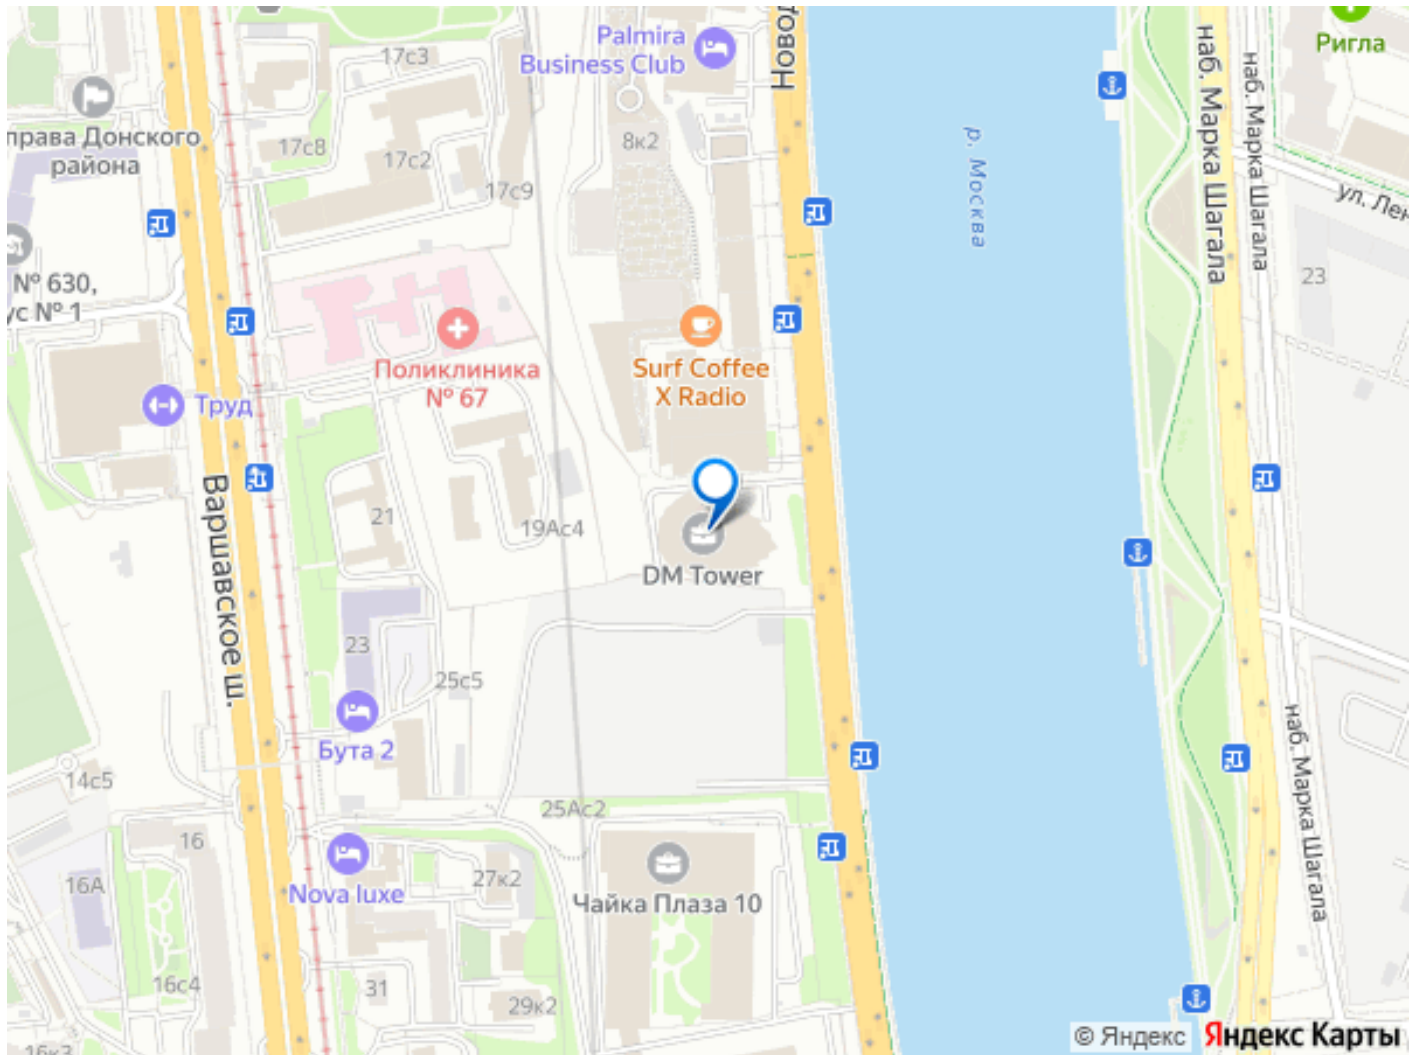 Palmira
Business Club
17с3
Новод
Ригла
наб. Марка Шагала
наб. Марка Шагала
права Донского
района
17с8
17с2
8к2
17с9
р. Москва
ул. Лен
№ 630,
ус № 1
23
Поликлиника
№ 67
Surf Coffee
X Radio
Труд
Варшавское ш.
21
19Ас4
DM Tower
23
25с5
Бута 2
14с5
25Ас2
наб. Марка Шагала
16
16А
27к2
Nova luxe
Чайка Плаза 10
16с4
31
29к2
16к3
© Яндекс
Яндекс Карты